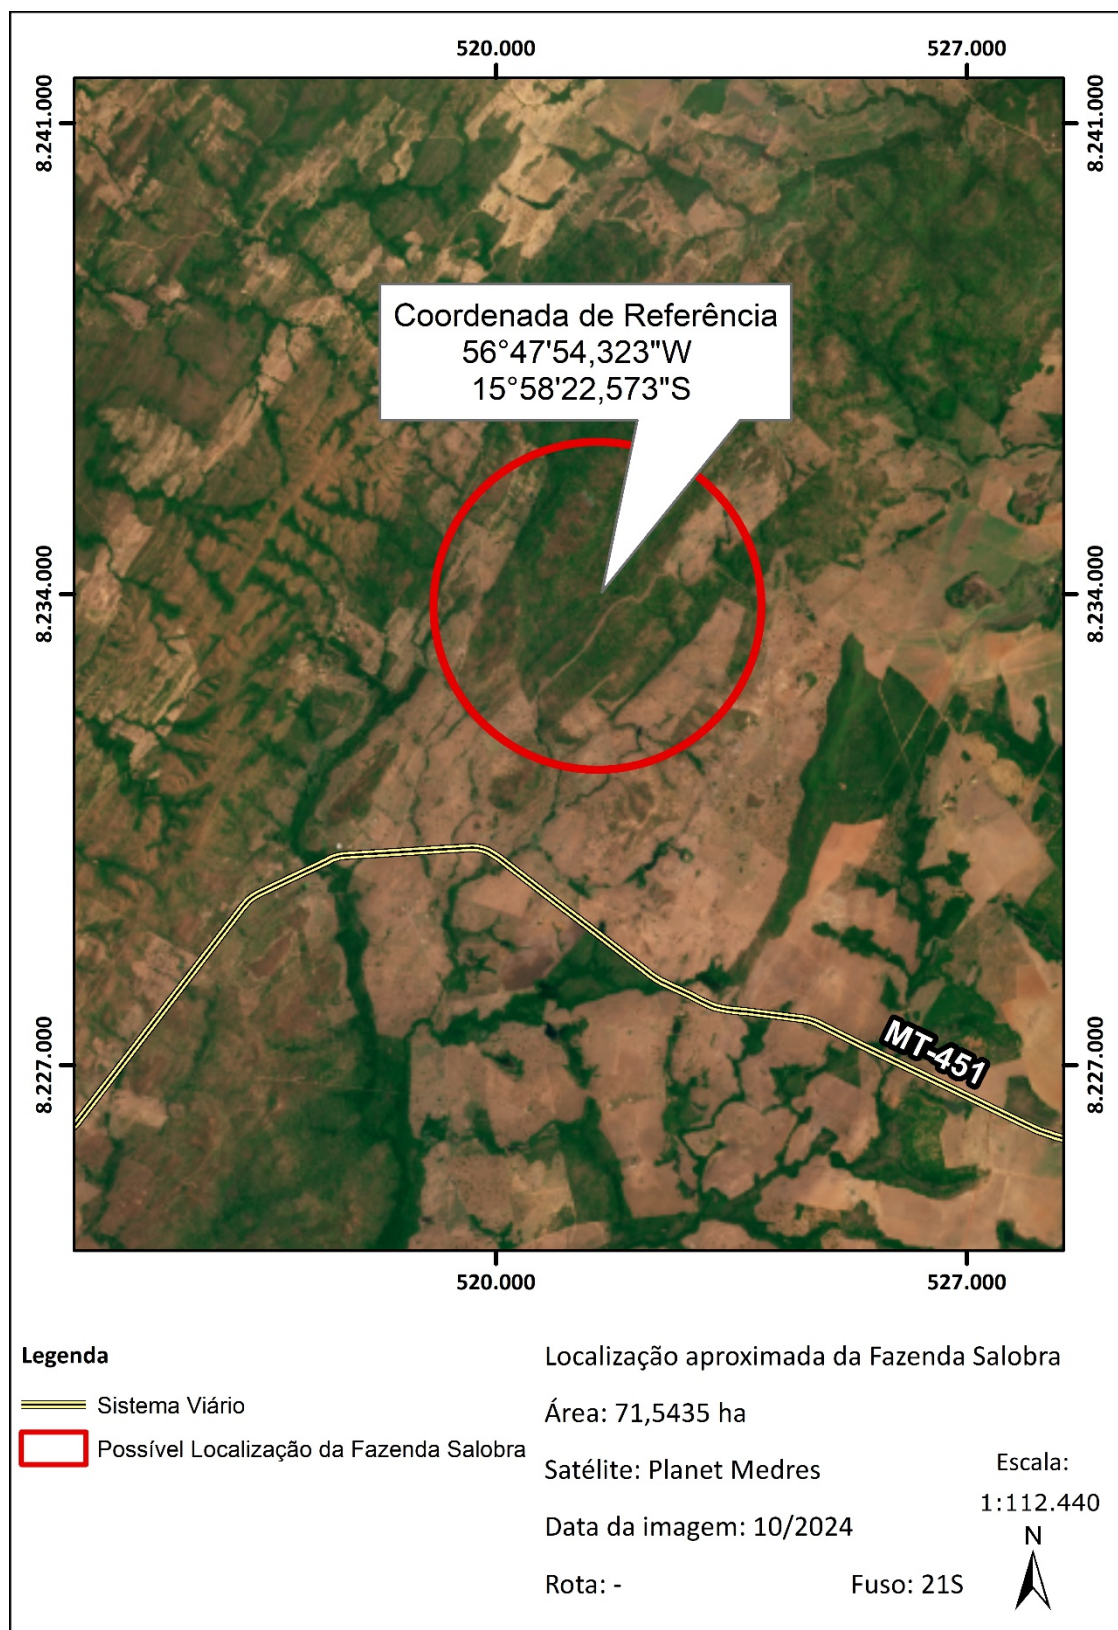 520.000
527.000
8.241.000
8.241.000
Coordenada de Referência
56°47'54,323"W
15°58'22,573"S
8.234.000
8.234.000
8.227.000
8.227.000
MT-451
520.000
527.000
Legenda
Sistema Viário
Possível Localização da Fazenda Salobra
Localização aproximada da Fazenda Salobra
Área: 71,5435 ha
Satélite: Planet Medres
Data da imagem: 10/2024
Rota: -
Fuso: 21S
Escala:
1:112.440
N